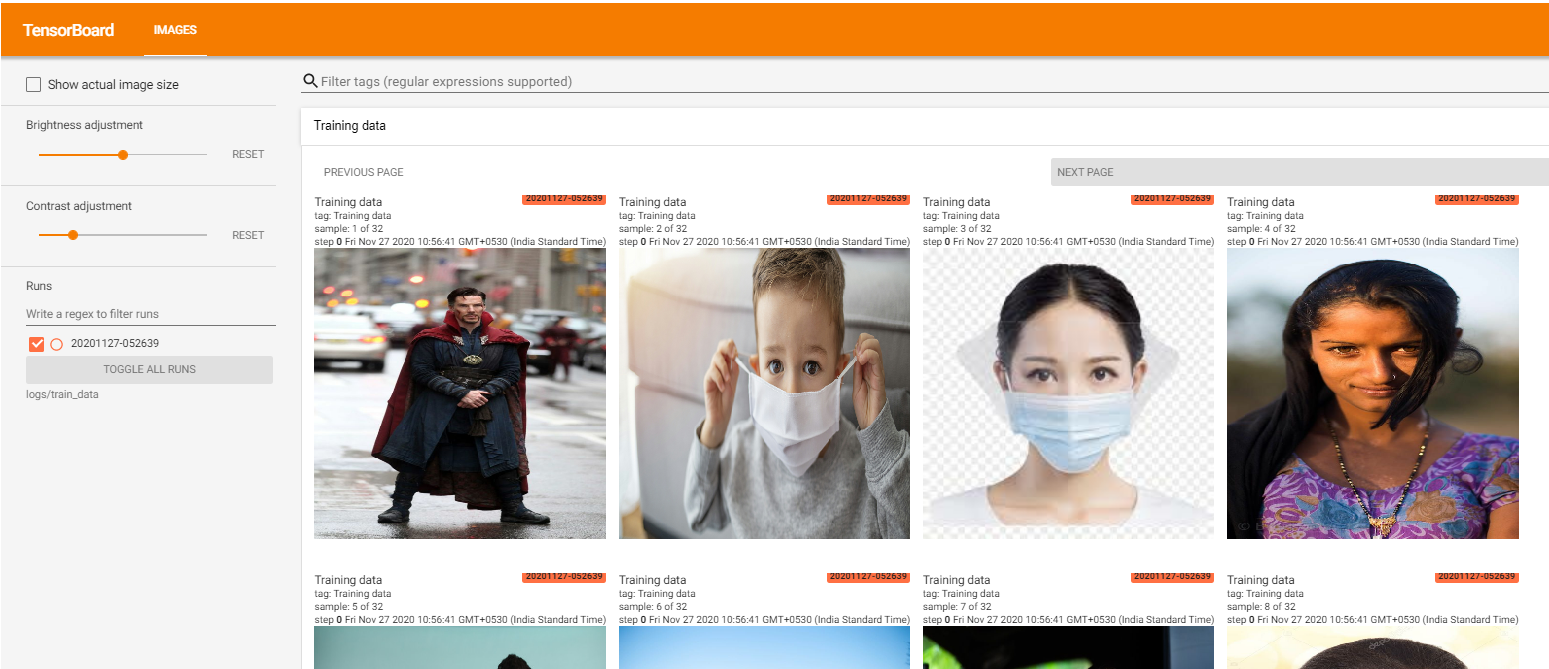 TensorBoard IMAGES
Show actual image size
Filter tags (regular expressions supported)
Brightness adjustment
RESET
Contrast adjustment
RESET
Runs
Write a regex to filter runs
20201127-052639
TOGGLE ALL RUNS
logs/train_data
Training data
PREVIOUS PAGE NEXT PAGE
Training data 20201127-052639
tag: Training data
sample: 1 of 32
step 0 Fri Nov 27 2020 10:56:41 GMT+0530 (India Standard Time)
Training data 20201127-052639
tag: Training data
sample: 2 of 32
step 0 Fri Nov 27 2020 10:56:41 GMT+0530 (India Standard Time)
Training data 20201127-052639
tag: Training data
sample: 3 of 32
step 0 Fri Nov 27 2020 10:56:41 GMT+0530 (India Standard Time)
Training data 20201127-052639
tag: Training data
sample: 4 of 32
step 0 Fri Nov 27 2020 10:56:41 GMT+0530 (India Standard Time)
Training data 20201127-052639
tag: Training data
sample: 5 of 32
step 0 Fri Nov 27 2020 10:56:41 GMT+0530 (India Standard Time)
Training data 20201127-052639
tag: Training data
sample: 6 of 32
step 0 Fri Nov 27 2020 10:56:41 GMT+0530 (India Standard Time)
Training data 20201127-052639
tag: Training data
sample: 7 of 32
step 0 Fri Nov 27 2020 10:56:41 GMT+0530 (India Standard Time)
Training data 20201127-052639
tag: Training data
sample: 8 of 32
step 0 Fri Nov 27 2020 10:56:41 GMT+0530 (India Standard Time)